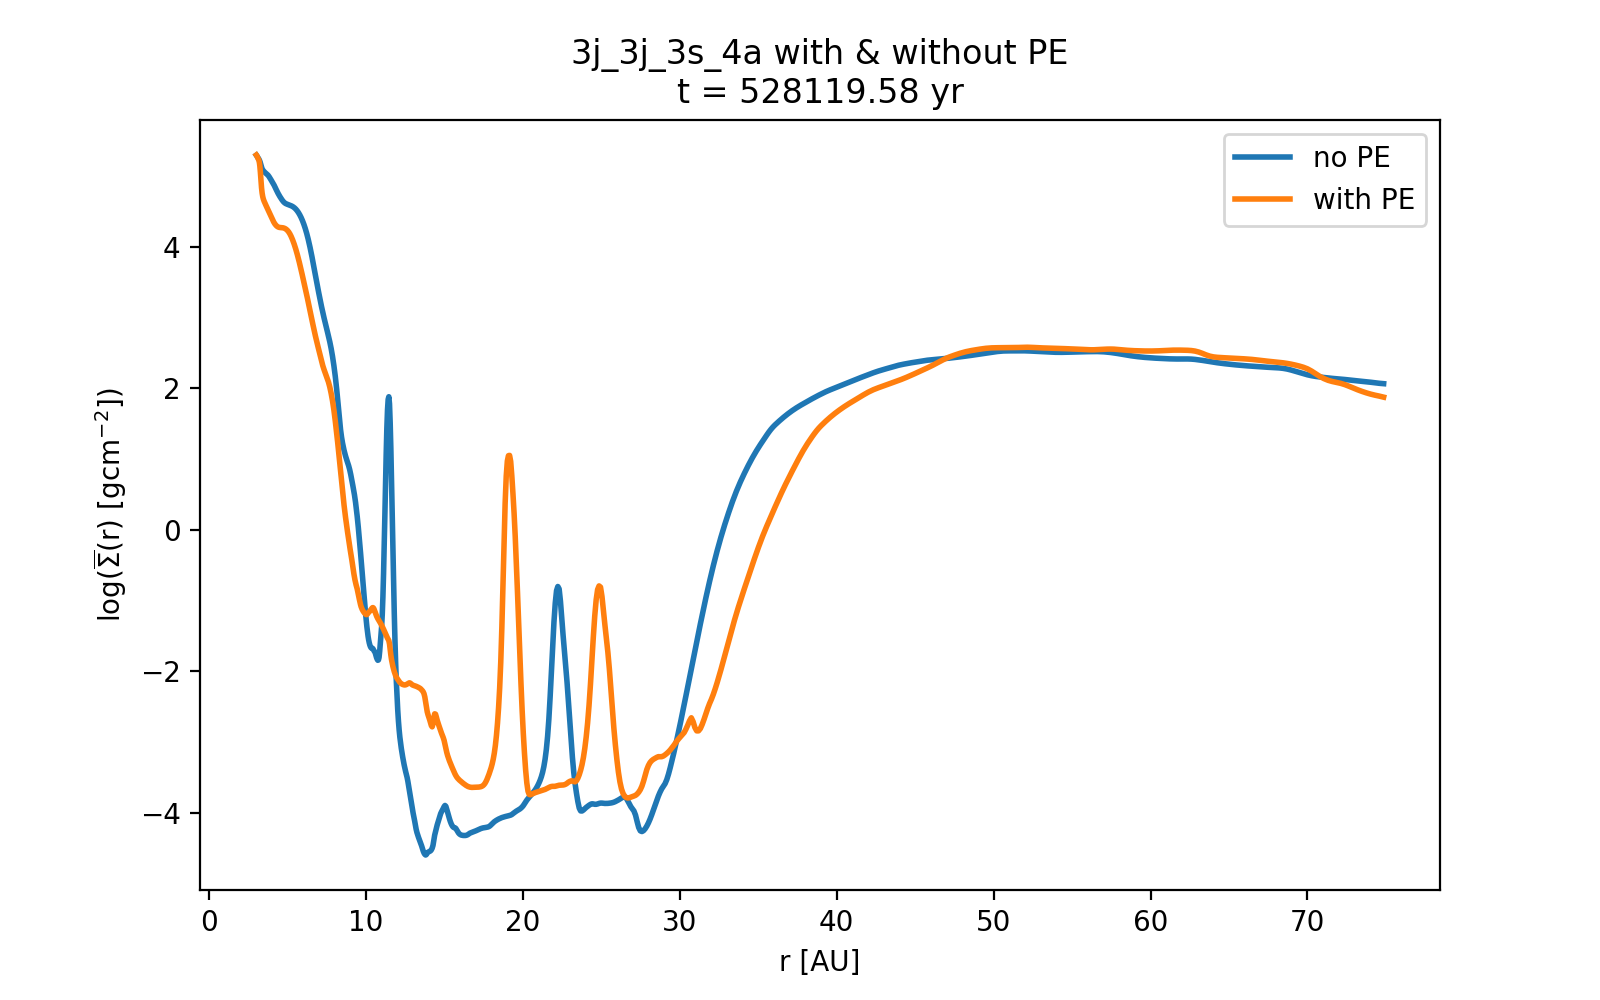 3j_3j_3s_4a with & without PE
t = 528119.58 yr
no PE
with PE
log(Σ̅(r) [gcm⁻²])
4
2
0
−2
−4
0 10 20 30 40 50 60 70
r [AU]